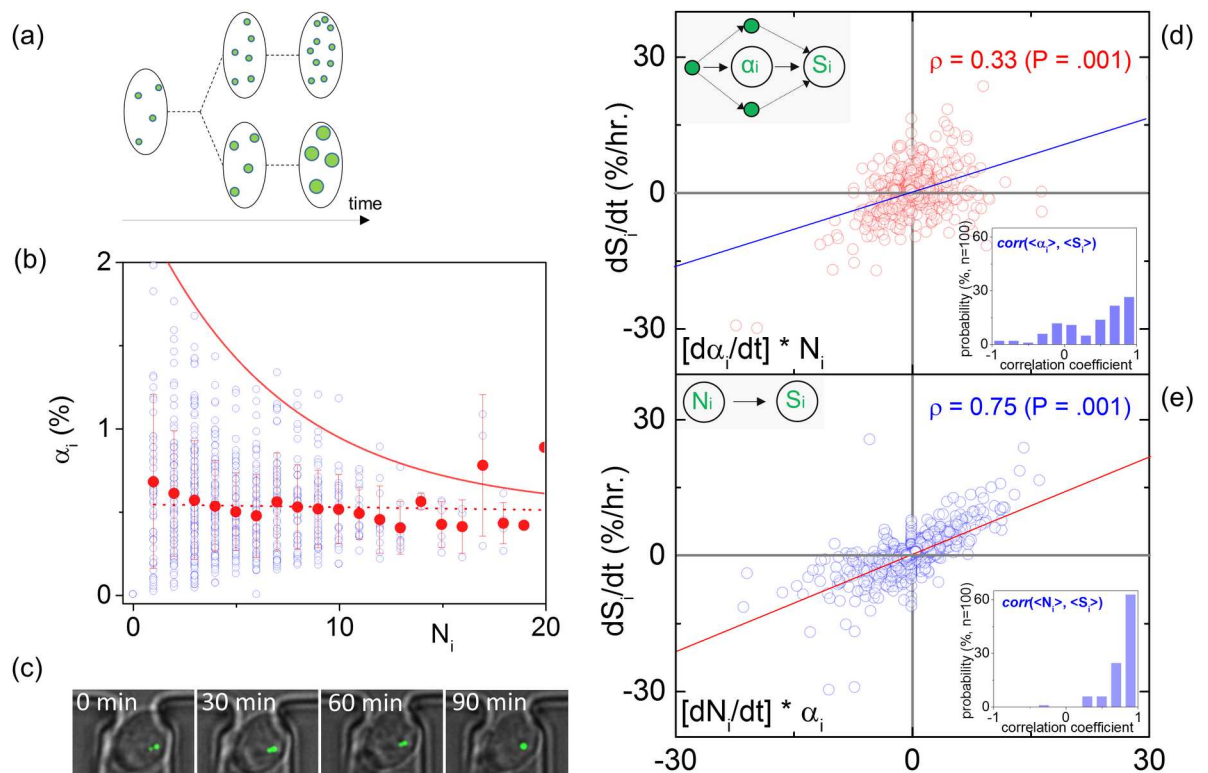 (a)
time
(b)
α_i (%)
2
1
0
0
10
20
N_i
(c)
0 min
30 min
60 min
90 min
(d)
dS_i/dt (%/hr.)
30
0
-30
α_i
S_i
ρ = 0.33 (P = .001)
[dα_i/dt] * N_i
probability (%, n=100)
60
30
0
corr(<α_i>, <S_i>)
-1
0
1
correlation coefficient
(e)
dS_i/dt (%/hr.)
30
0
-30
N_i
S_i
ρ = 0.75 (P = .001)
[dN_i/dt] * α_i
probability (%, n=100)
60
30
0
corr(<N_i>, <S_i>)
-1
0
1
correlation coefficient
-30
0
30